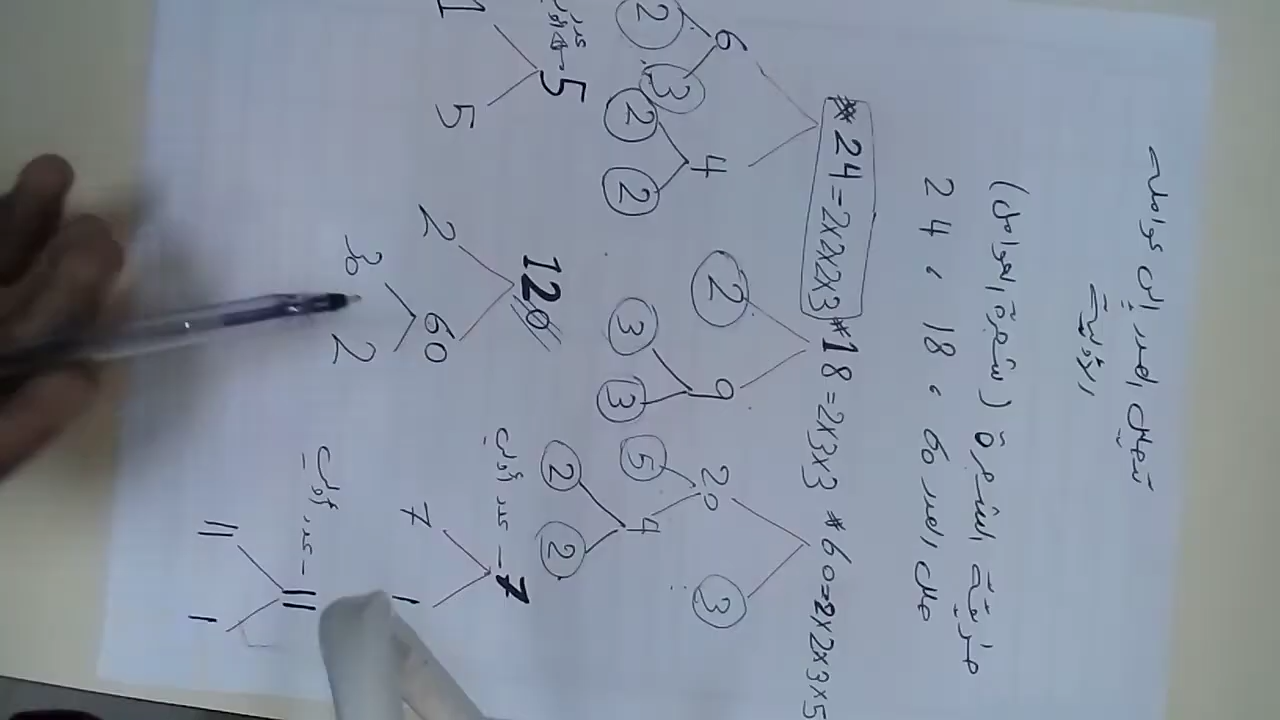 تحليل العدد إلى عوامله
الأولية
طريقة الشجرة (شجرة العوامل)
حلل العدد 60 ، 18 ، 24
* 24 = 2x2x2x3 * 18 = 2x3x3 * 60 = 2x2x3x5
6 4 2 9 20 3
2 3 2 2 3 3 5 4
2 2
5 عدد أولي
1 5
120
2 60
30 2
7 - عدد أولي
7 1
11 - عدد أولي
11 1